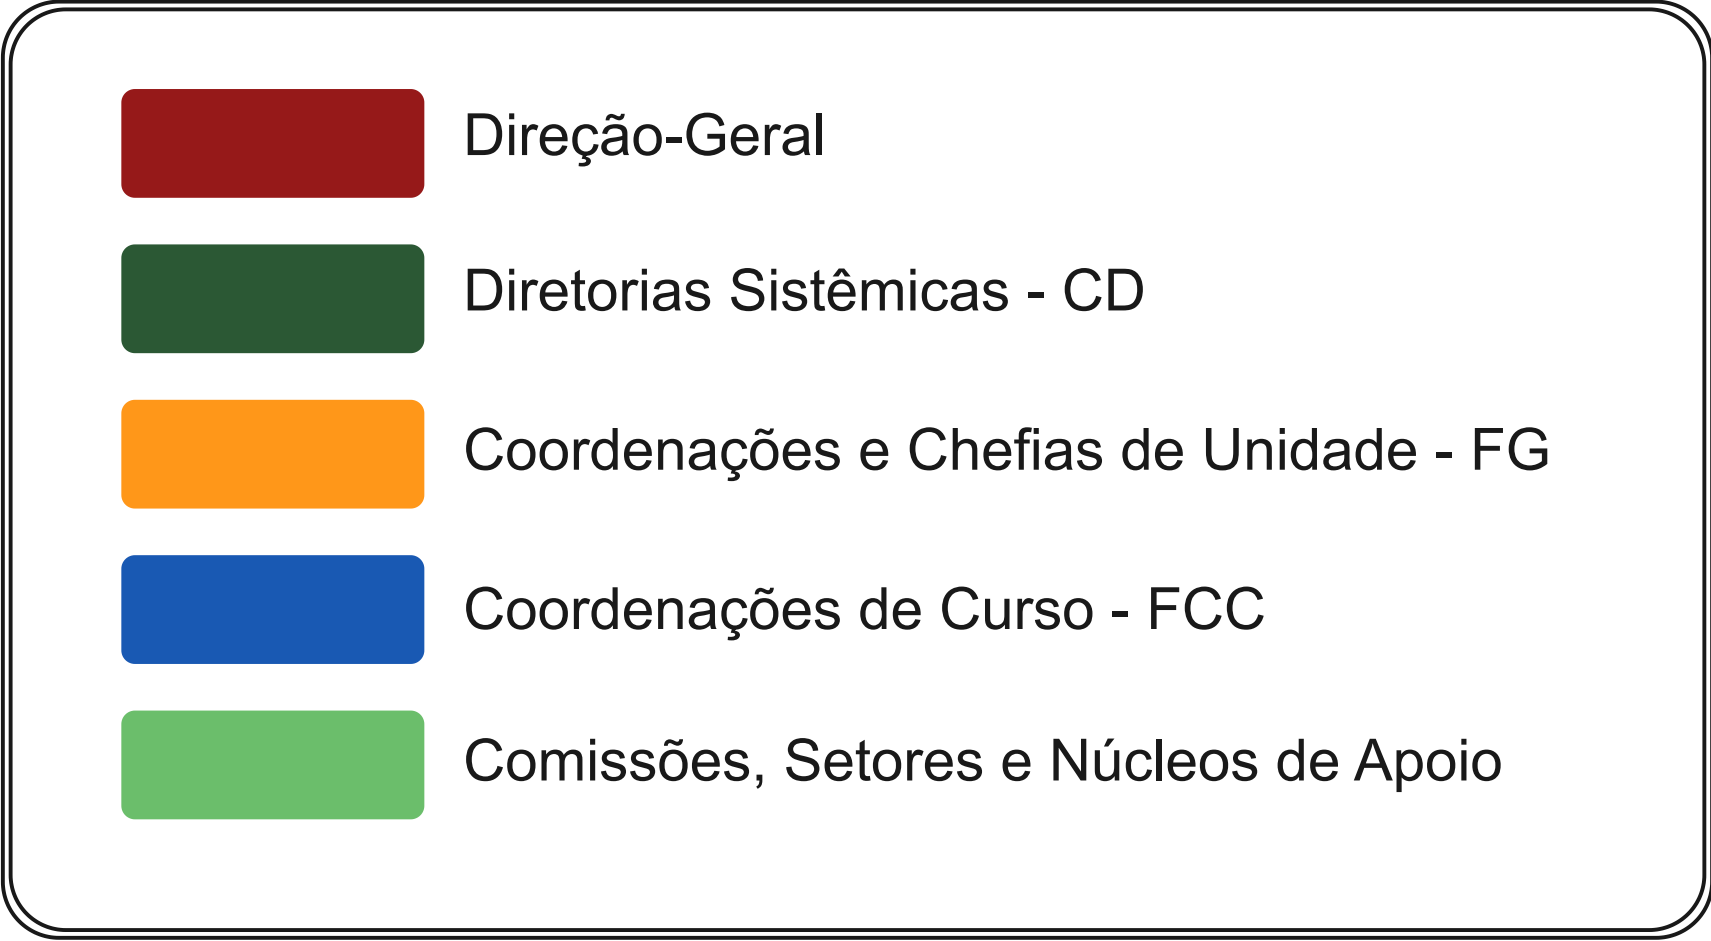 Direção-Geral
Diretorias Sistêmicas - CD
Coordenações e Chefias de Unidade - FG
Coordenações de Curso - FCC
Comissões, Setores e Núcleos de Apoio